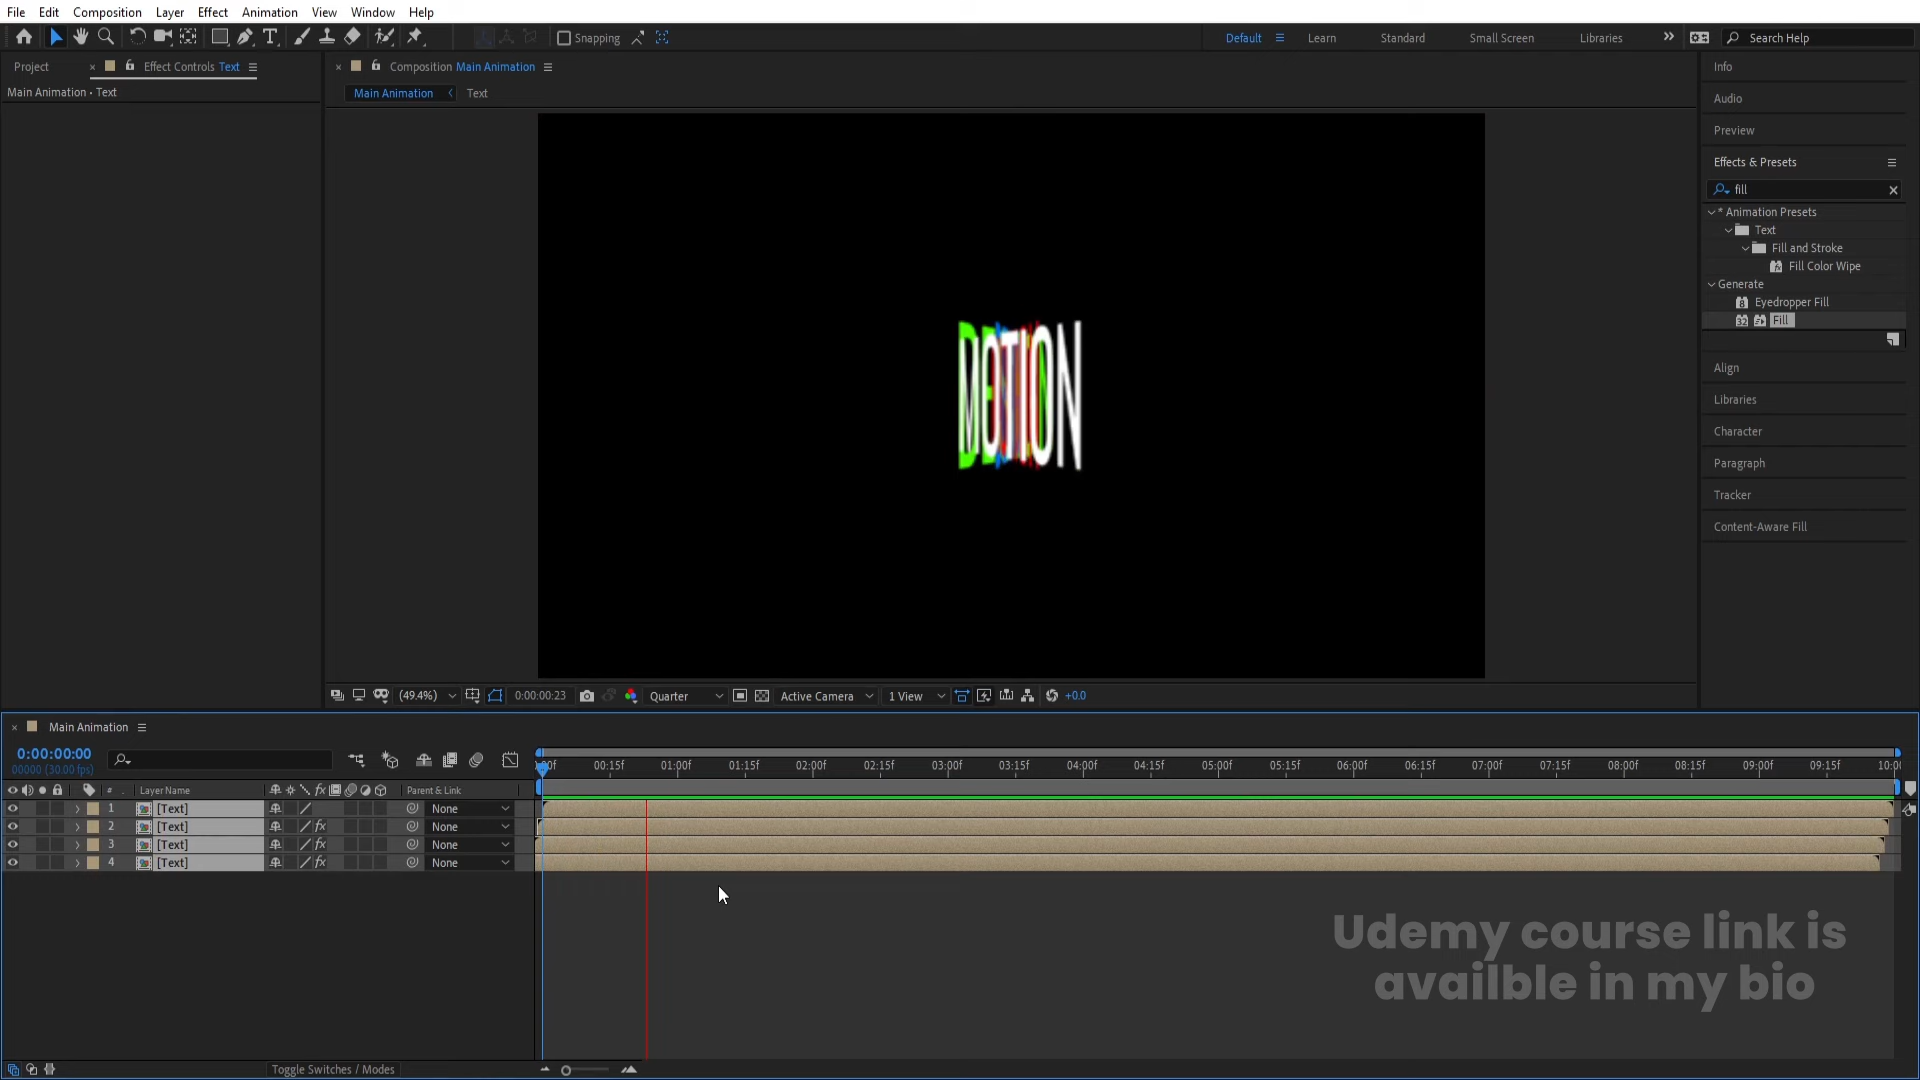 File Edit Composition Layer Effect Animation View Window Help
Snapping
Default Learn Standard Small Screen Libraries
Search Help
Project Effect Controls Text
Main Animation • Text
Composition Main Animation
Main Animation Text
MOTION
(49.4%) 0:00:00:23 Quarter Active Camera 1 View +0.0
Info
Audio
Preview
Effects & Presets
fill
* Animation Presets
Text
Fill and Stroke
Fill Color Wipe
Generate
Eyedropper Fill
32 Fill
Align
Libraries
Character
Paragraph
Tracker
Content-Aware Fill
Main Animation
0:00:00:00
00000 (30.00 fps)
00:15f 01:00f 01:15f 02:00f 02:15f 03:00f 03:15f 04:00f 04:15f 05:00f 05:15f 06:00f 06:15f 07:00f 07:15f 08:00f 08:15f 09:00f 09:15f 10:00
# Layer Name fx Parent & Link
1 [Text] None
2 [Text] fx None
3 [Text] fx None
4 [Text] fx None
Udemy course link is
availble in my bio
Toggle Switches / Modes